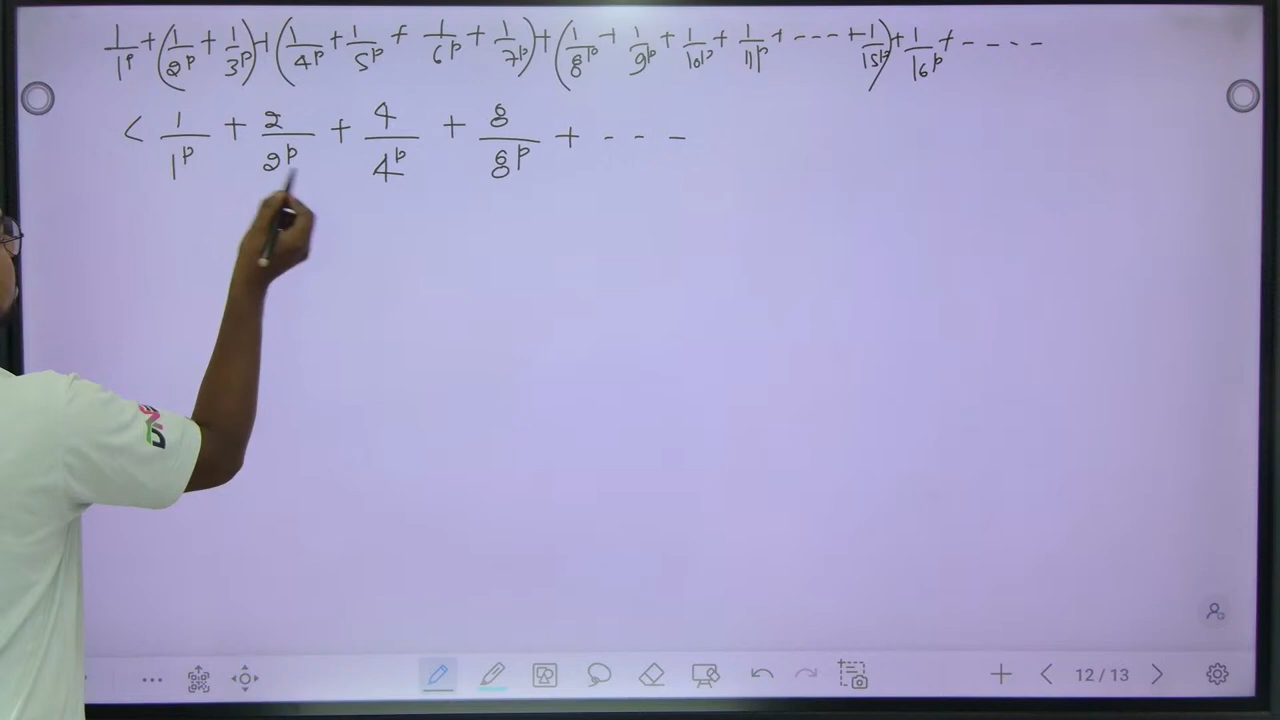 1/1^p + (1/2^p + 1/3^p) + (1/4^p + 1/5^p + 1/6^p + 1/7^p) + (1/8^p + 1/9^p + 1/10^p + 1/11^p + --- + 1/15^p) + 1/16^p + ----
< 1/1^p + 2/2^p + 4/4^p + 8/8^p + ---
12/13